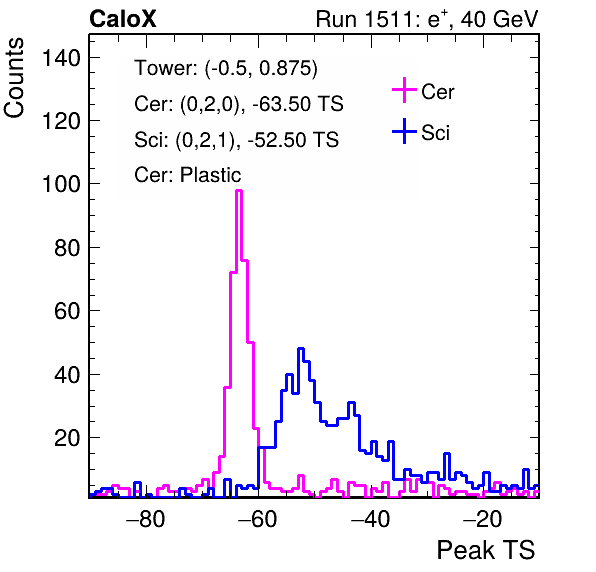 CaloX Run 1511: e⁺, 40 GeV
Counts
140
120
100
80
60
40
20
Tower: (-0.5, 0.875)
Cer: (0,2,0), -63.50 TS
Sci: (0,2,1), -52.50 TS
Cer: Plastic
Cer
Sci
−80 −60 −40 −20
Peak TS